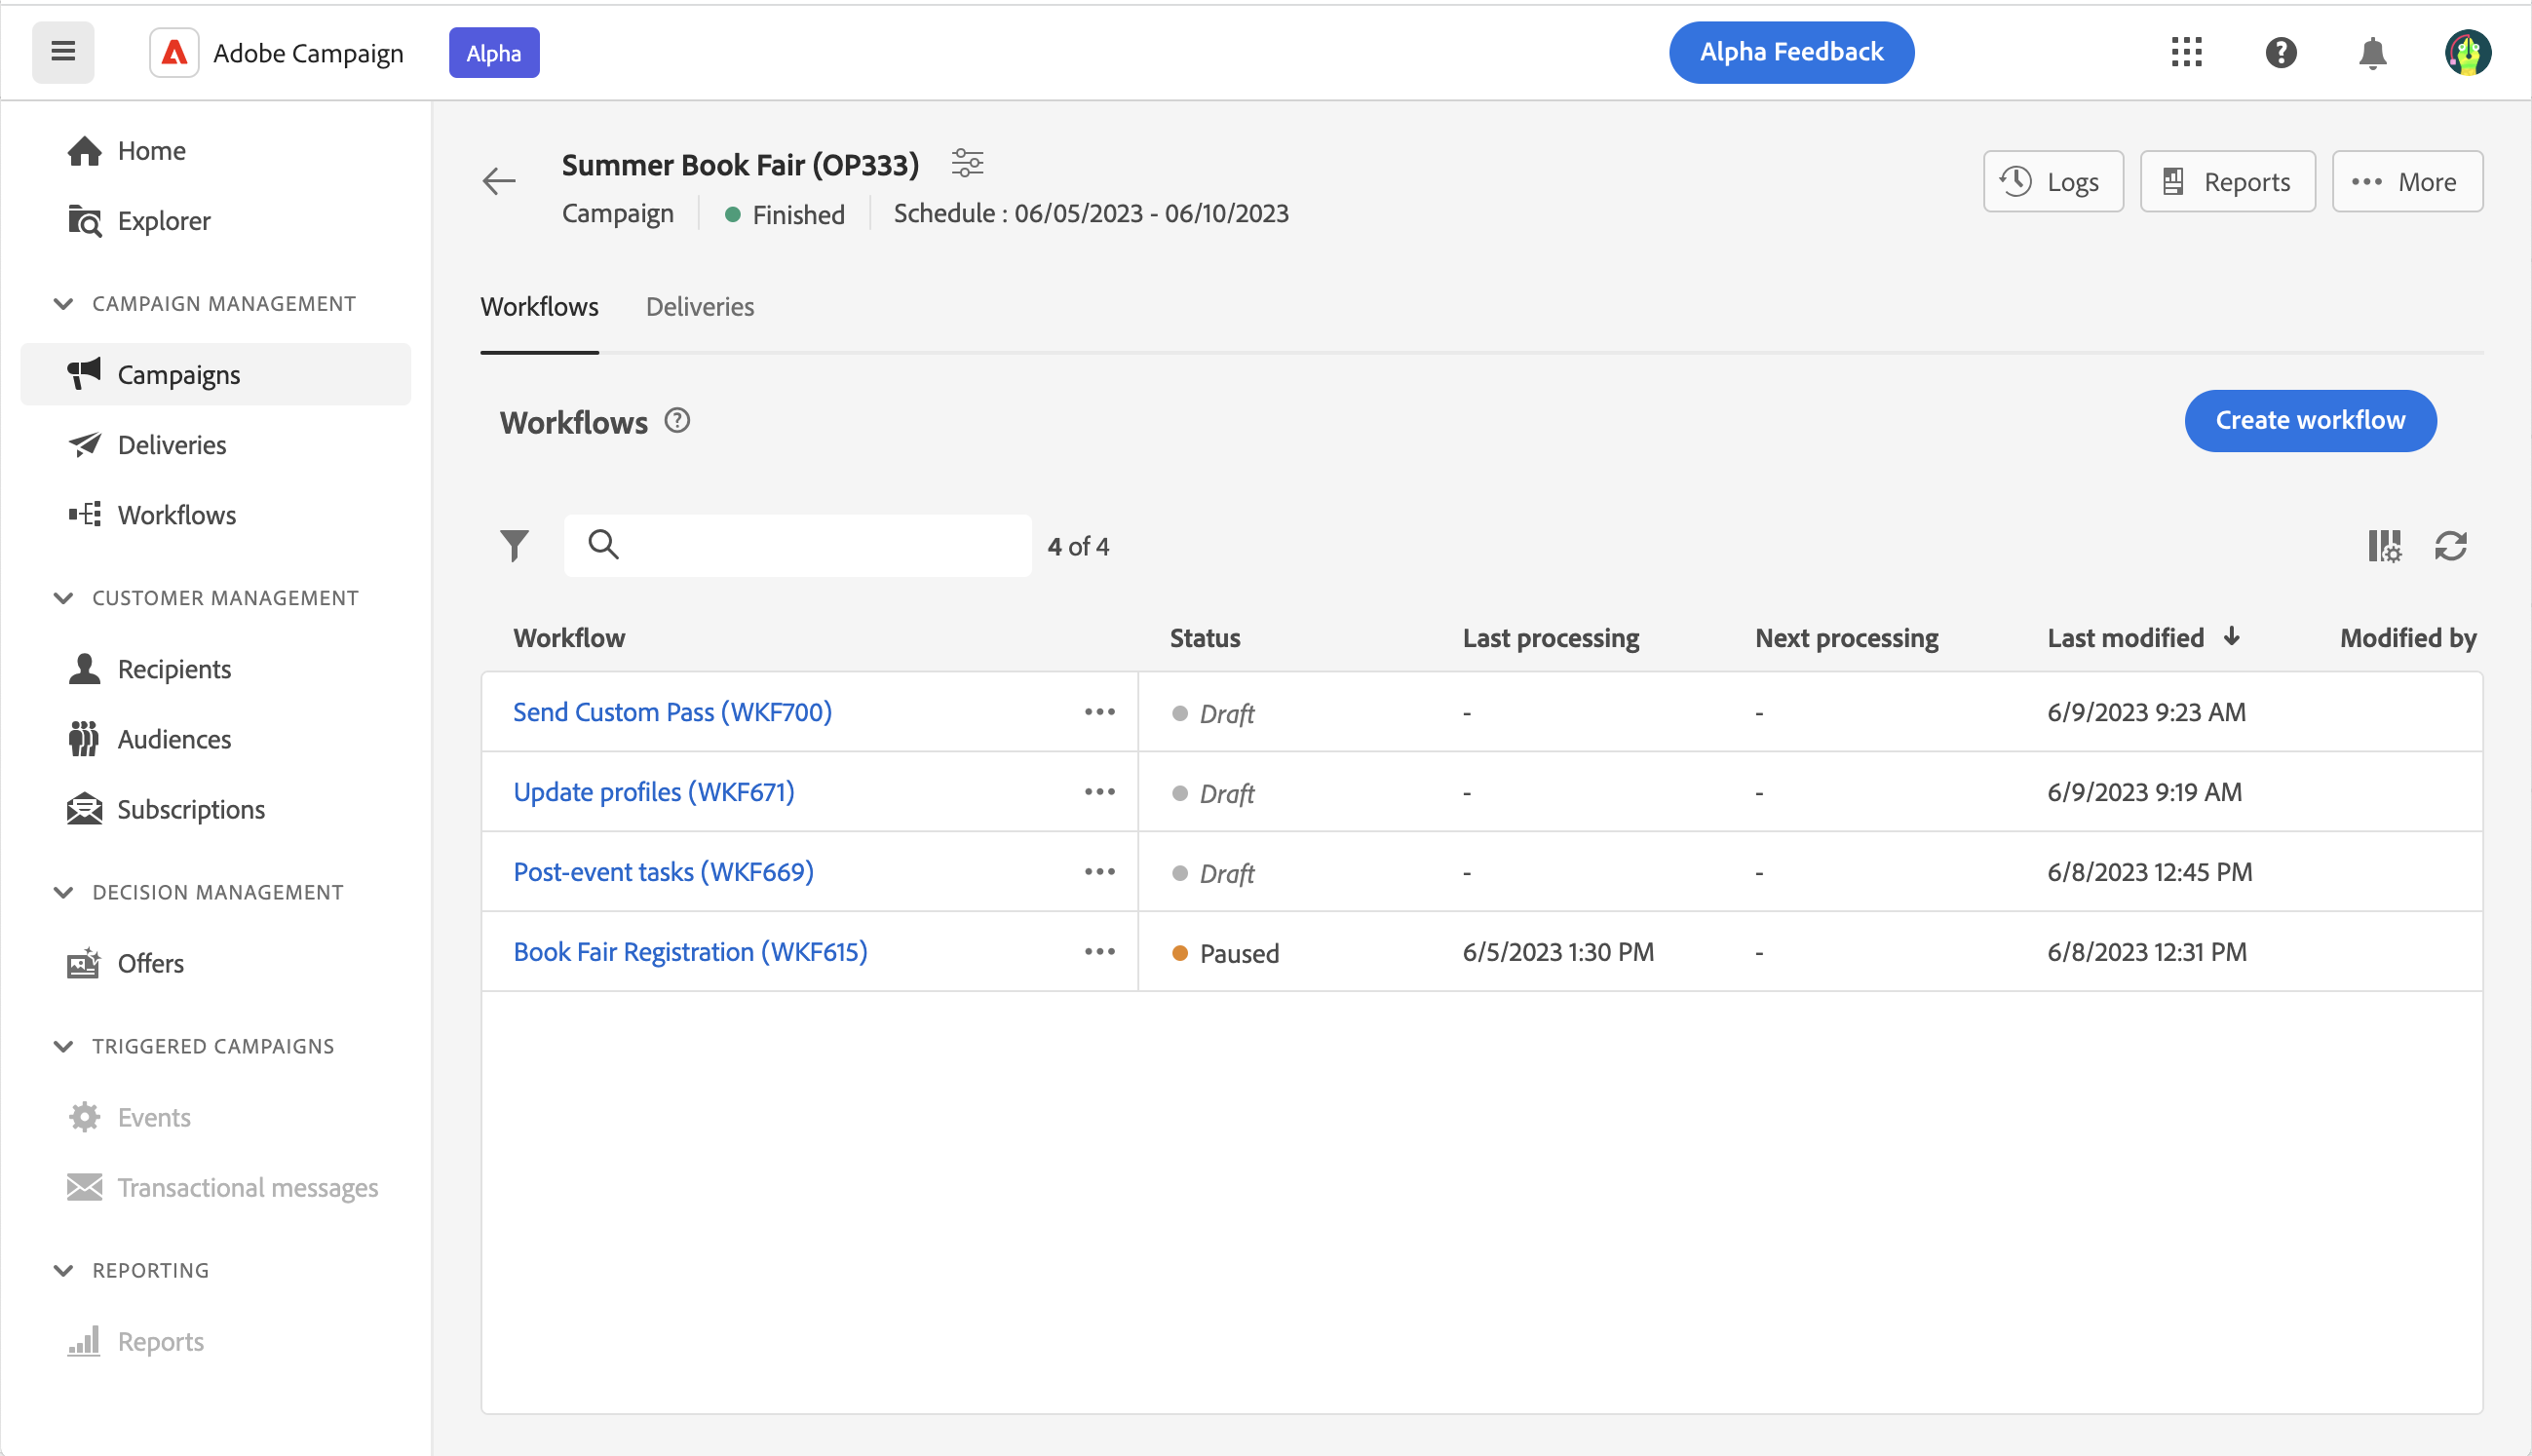 Adobe Campaign Alpha Alpha Feedback
Home
Explorer
CAMPAIGN MANAGEMENT
Campaigns
Deliveries
Workflows
CUSTOMER MANAGEMENT
Recipients
Audiences
Subscriptions
DECISION MANAGEMENT
Offers
TRIGGERED CAMPAIGNS
Events
Transactional messages
REPORTING
Reports
Summer Book Fair (OP333)
Campaign Finished Schedule : 06/05/2023 - 06/10/2023
Logs Reports More
Workflows Deliveries
Workflows Create workflow
4 of 4
Workflow Status Last processing Next processing Last modified Modified by
Send Custom Pass (WKF700) Draft - - 6/9/2023 9:23 AM
Update profiles (WKF671) Draft - - 6/9/2023 9:19 AM
Post-event tasks (WKF669) Draft - - 6/8/2023 12:45 PM
Book Fair Registration (WKF615) Paused 6/5/2023 1:30 PM - 6/8/2023 12:31 PM